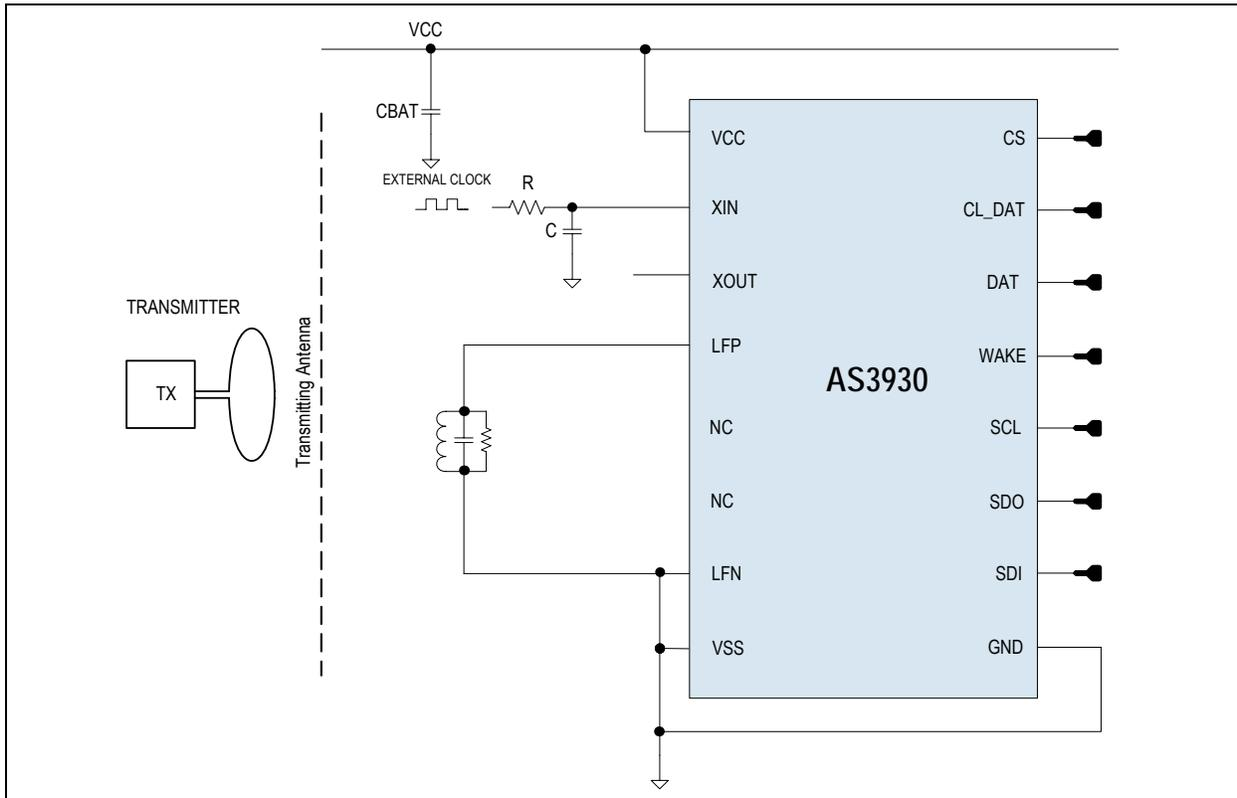 VCC
CBAT
EXTERNAL CLOCK
R
C
TRANSMITTER
TX
Transmitting Antenna
VCC
XIN
XOUT
LFP
NC
NC
LFN
VSS
AS3930
CS
CL_DAT
DAT
WAKE
SCL
SDO
SDI
GND